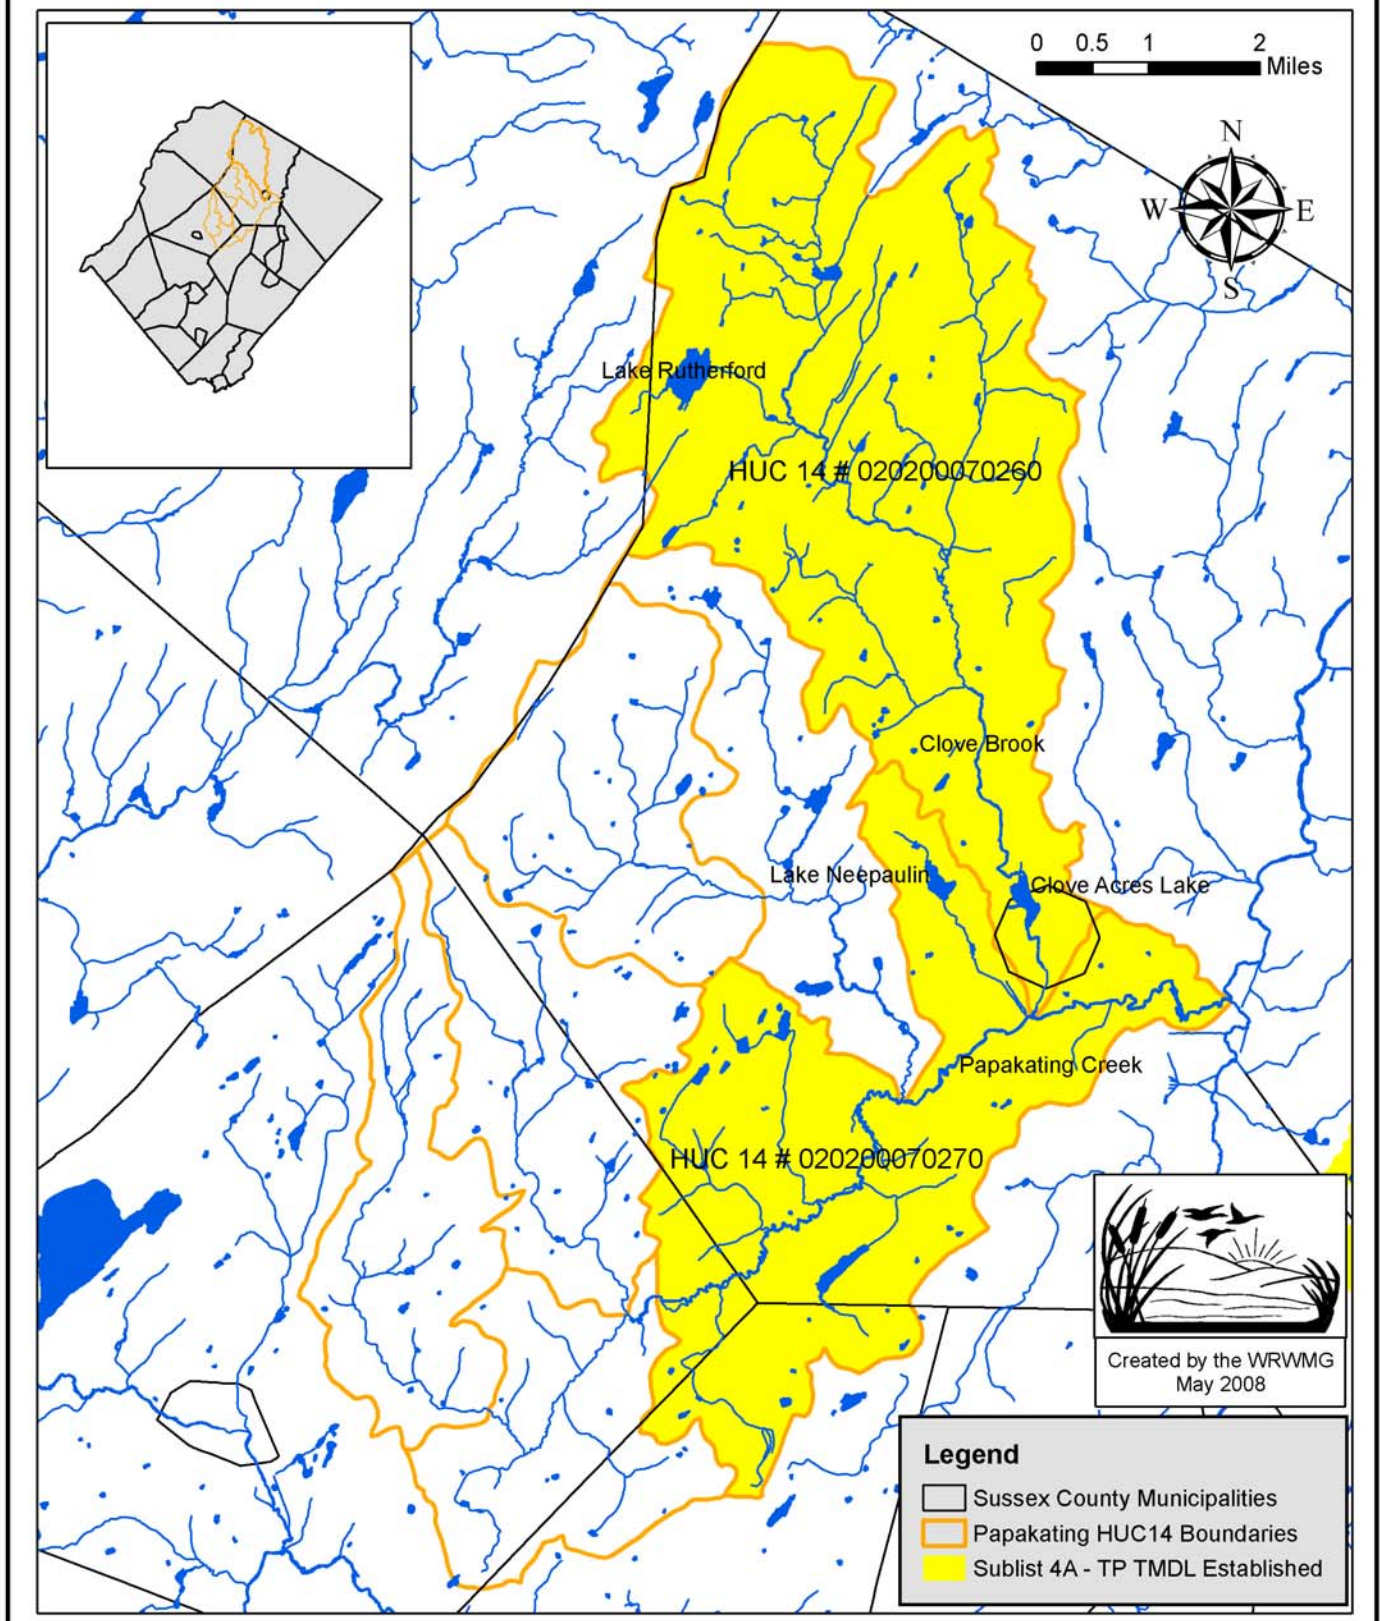 0 0.5 1 2
Miles
N
W E
S
Lake Rutherford
HUC 14 # 020200070260
Clove Brook
Lake Neepaulin
Clove Acres Lake
Papakating Creek
HUC 14 # 020200070270
Created by the WRWMG
May 2008
Legend
Sussex County Municipalities
Papakating HUC14 Boundaries
Sublist 4A - TP TMDL Established